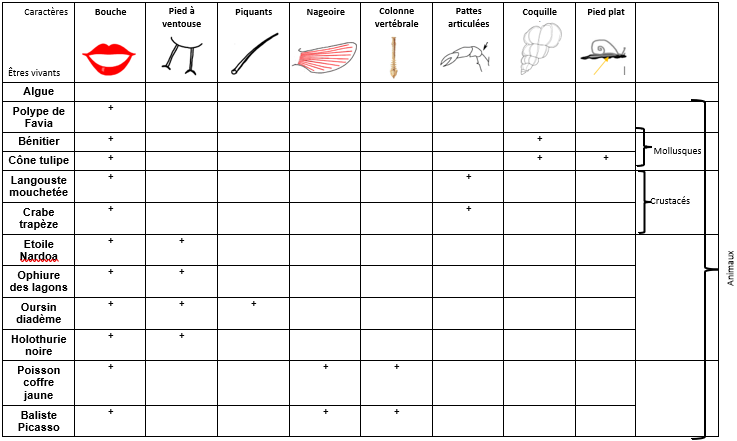 Caractères
Êtres vivants
Bouche
Pied à
ventouse
Piquants
Nageoire
Colonne
vertébrale
Pattes
articulées
Coquille
Pied plat
Algue
Polype de
Favia
+
Bénitier
+ +
Cône tulipe
+ + +
Mollusques
Langouste
mouchetée
+ +
Crabe
trapèze
+ +
Crustacés
Etoile
Nardoa
+ +
Ophiure
des lagons
+ +
Oursin
diadème
+ + +
Holothurie
noire
+ +
Poisson
coffre
jaune
+ + +
Baliste
Picasso
+ + +
Animaux